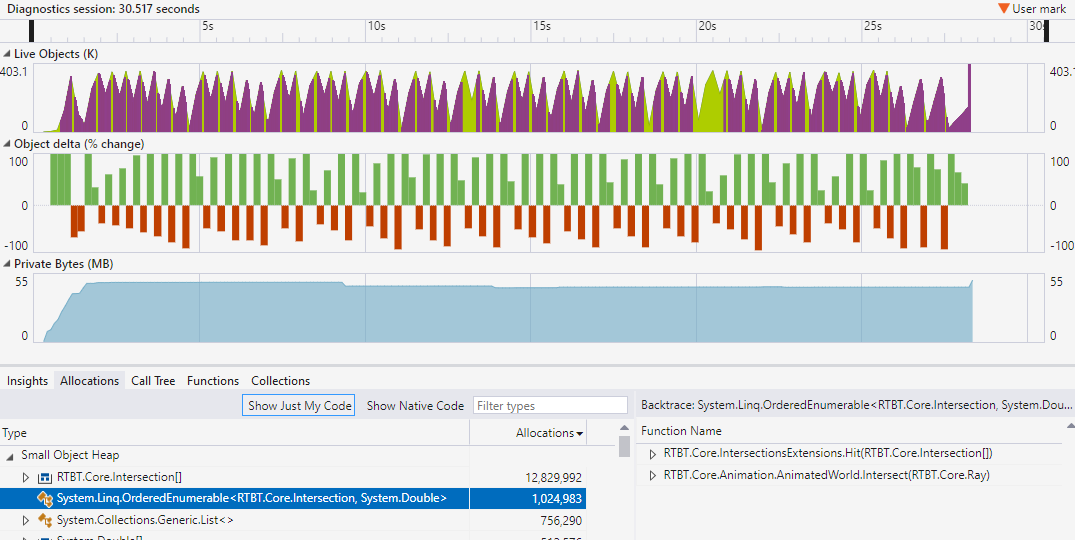 Diagnostics session: 30.517 seconds
User mark
5s 10s 15s 20s 25s 30s
Live Objects (K)
403.1 403.1
0 0
Object delta (% change)
100 100
0 0
-100 -100
Private Bytes (MB)
55 55
0 0
Insights Allocations Call Tree Functions Collections
Show Just My Code Show Native Code Filter types
Backtrace: System.Linq.OrderedEnumerable<RTBT.Core.Intersection, System.Dou...
Type Allocations
Function Name
Small Object Heap
RTBT.Core.IntersectionsExtensions.Hit(RTBT.Core.Intersection[])
RTBT.Core.Intersection[] 12,829,992
RTBT.Core.Animation.AnimatedWorld.Intersect(RTBT.Core.Ray)
System.Linq.OrderedEnumerable<RTBT.Core.Intersection, System.Double> 1,024,983
System.Collections.Generic.List<> 756,290